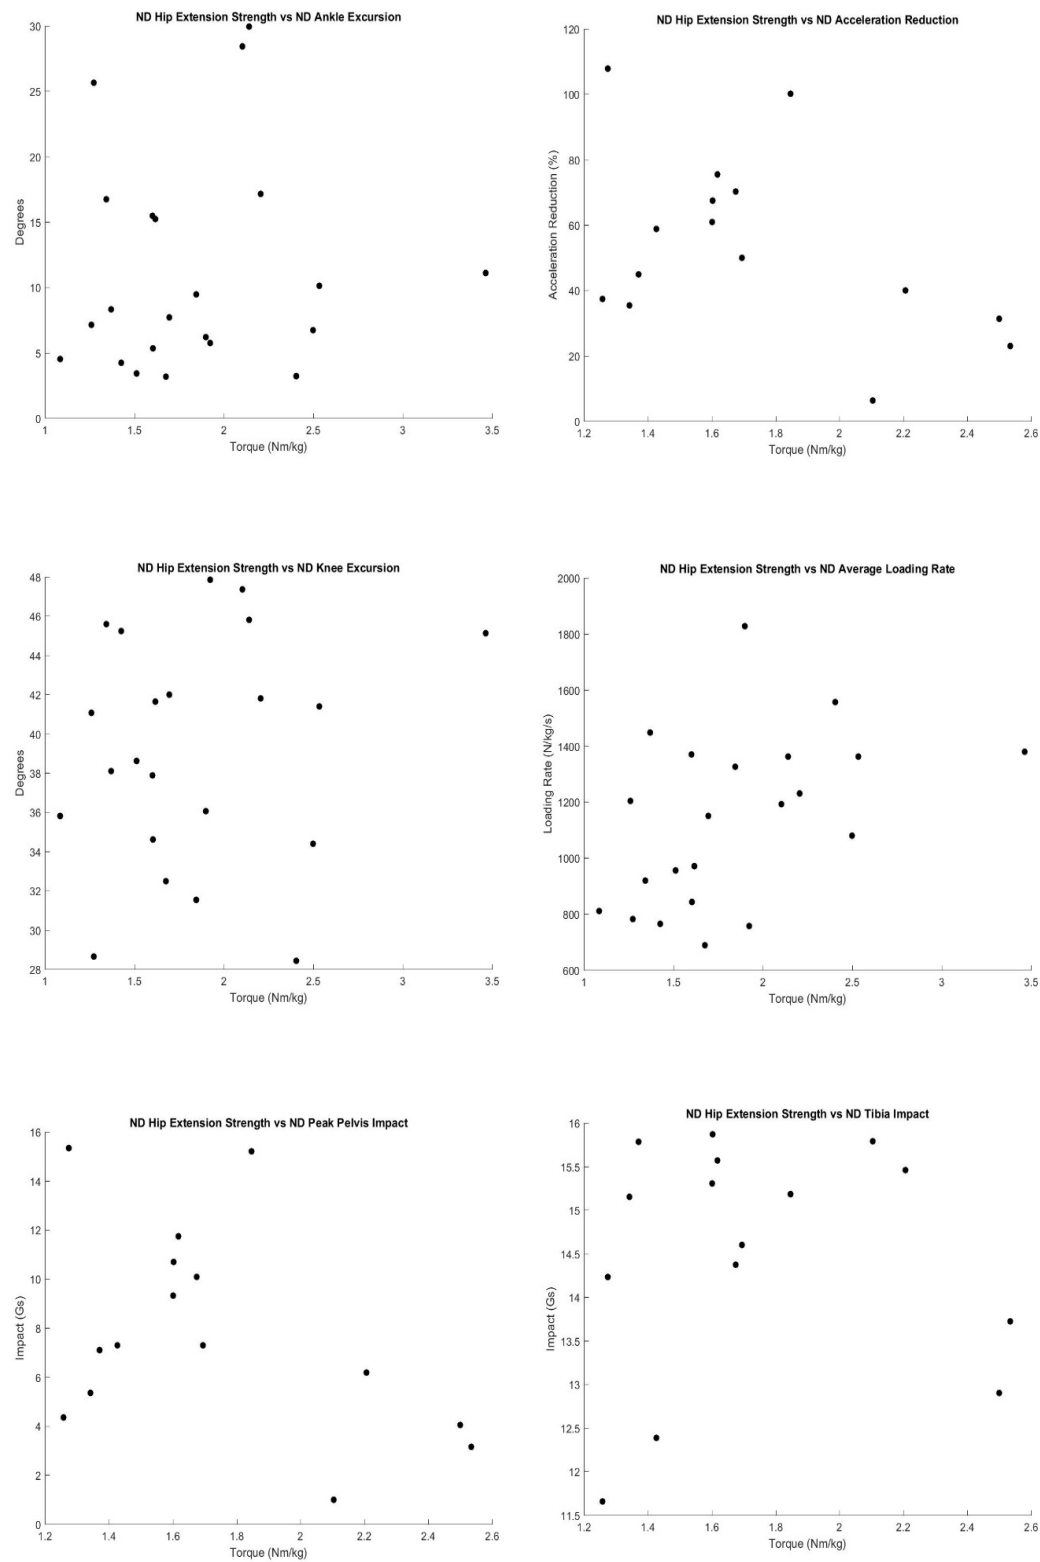 ND Hip Extension Strength vs ND Ankle Excursion
30
25
20
15
10
5
0
Degrees
1 1.5 2 2.5 3 3.5
Torque (Nm/kg)
ND Hip Extension Strength vs ND Acceleration Reduction
120
100
80
60
40
20
0
Acceleration Reduction (%)
1.2 1.4 1.6 1.8 2 2.2 2.4 2.6
Torque (Nm/kg)
ND Hip Extension Strength vs ND Knee Excursion
48
46
44
42
40
38
36
34
32
30
28
Degrees
1 1.5 2 2.5 3 3.5
Torque (Nm/kg)
ND Hip Extension Strength vs ND Average Loading Rate
2000
1800
1600
1400
1200
1000
800
600
Loading Rate (N/kg/s)
1 1.5 2 2.5 3 3.5
Torque (Nm/kg)
ND Hip Extension Strength vs ND Peak Pelvis Impact
16
14
12
10
8
6
4
2
0
Impact (Gs)
1.2 1.4 1.6 1.8 2 2.2 2.4 2.6
Torque (Nm/kg)
ND Hip Extension Strength vs ND Tibia Impact
16
15.5
15
14.5
14
13.5
13
12.5
12
11.5
Impact (Gs)
1.2 1.4 1.6 1.8 2 2.2 2.4 2.6
Torque (Nm/kg)